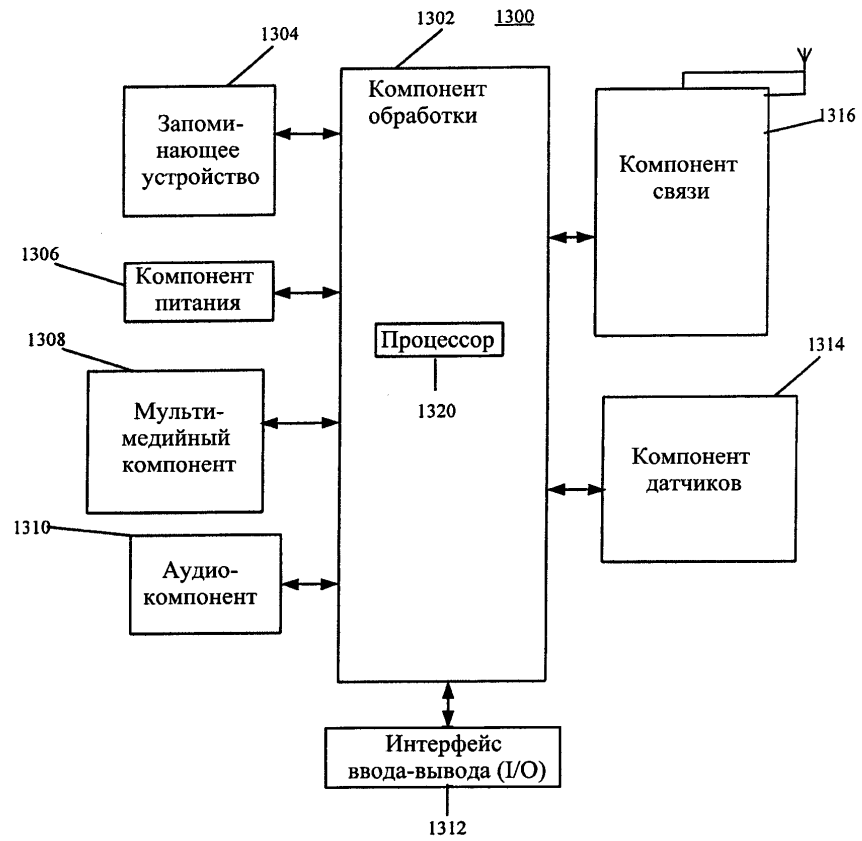 1300
1302
1304
Компонент
обработки
Запоми-
нающее
устройство
1316
Компонент
связи
1306
Компонент
питания
Процессор
1320
1308
Мульти-
медийный
компонент
1314
Компонент
датчиков
1310
Аудио-
компонент
Интерфейс
ввода-вывода (I/O)
1312